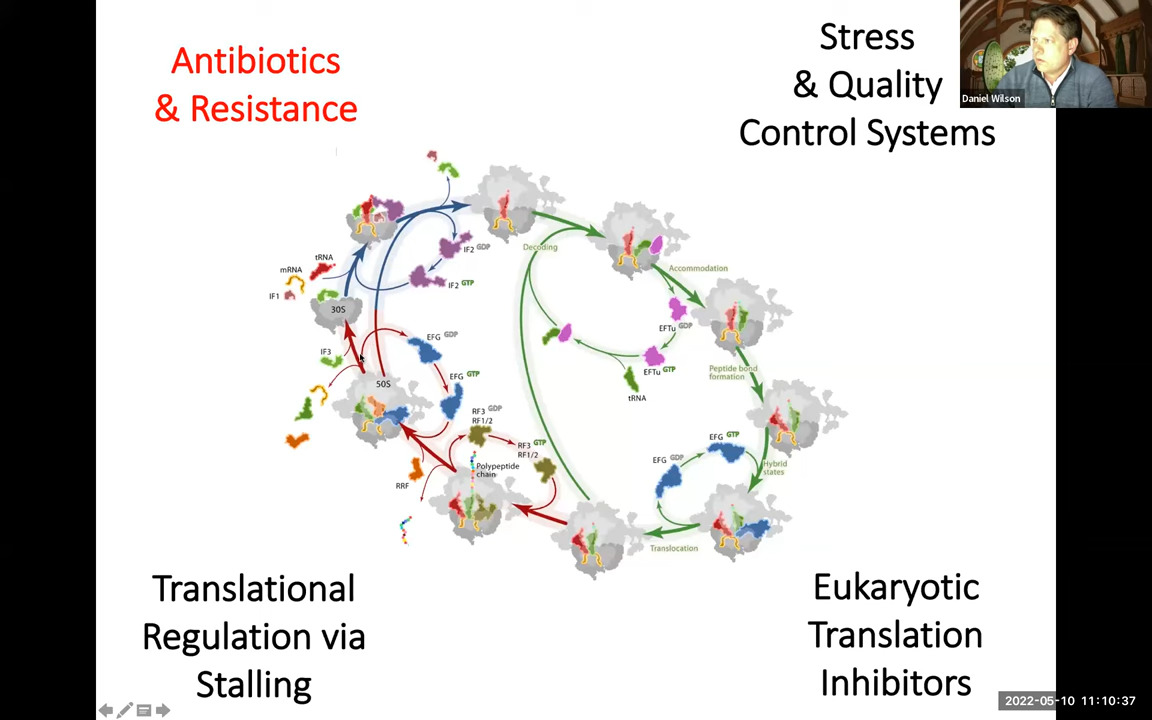 Antibiotics
& Resistance
Stress
& Quality
Control Systems
Daniel Wilson
IF2 GDP
IF2 GTP
tRNA
mRNA
IF1
30S
IF3
50S
EFG GDP
EFG GTP
RF3 GDP
RF1/2
RF3 GTP
RF1/2
Polypeptide
chain
RRF
Decoding
Accommodation
EFTu GDP
EFTu GTP
tRNA
Peptide bond
formation
EFG GTP
EFG GDP
Hybrid
states
Translocation
Translational
Regulation via
Stalling
Eukaryotic
Translation
Inhibitors
2022-05-10 11:10:37